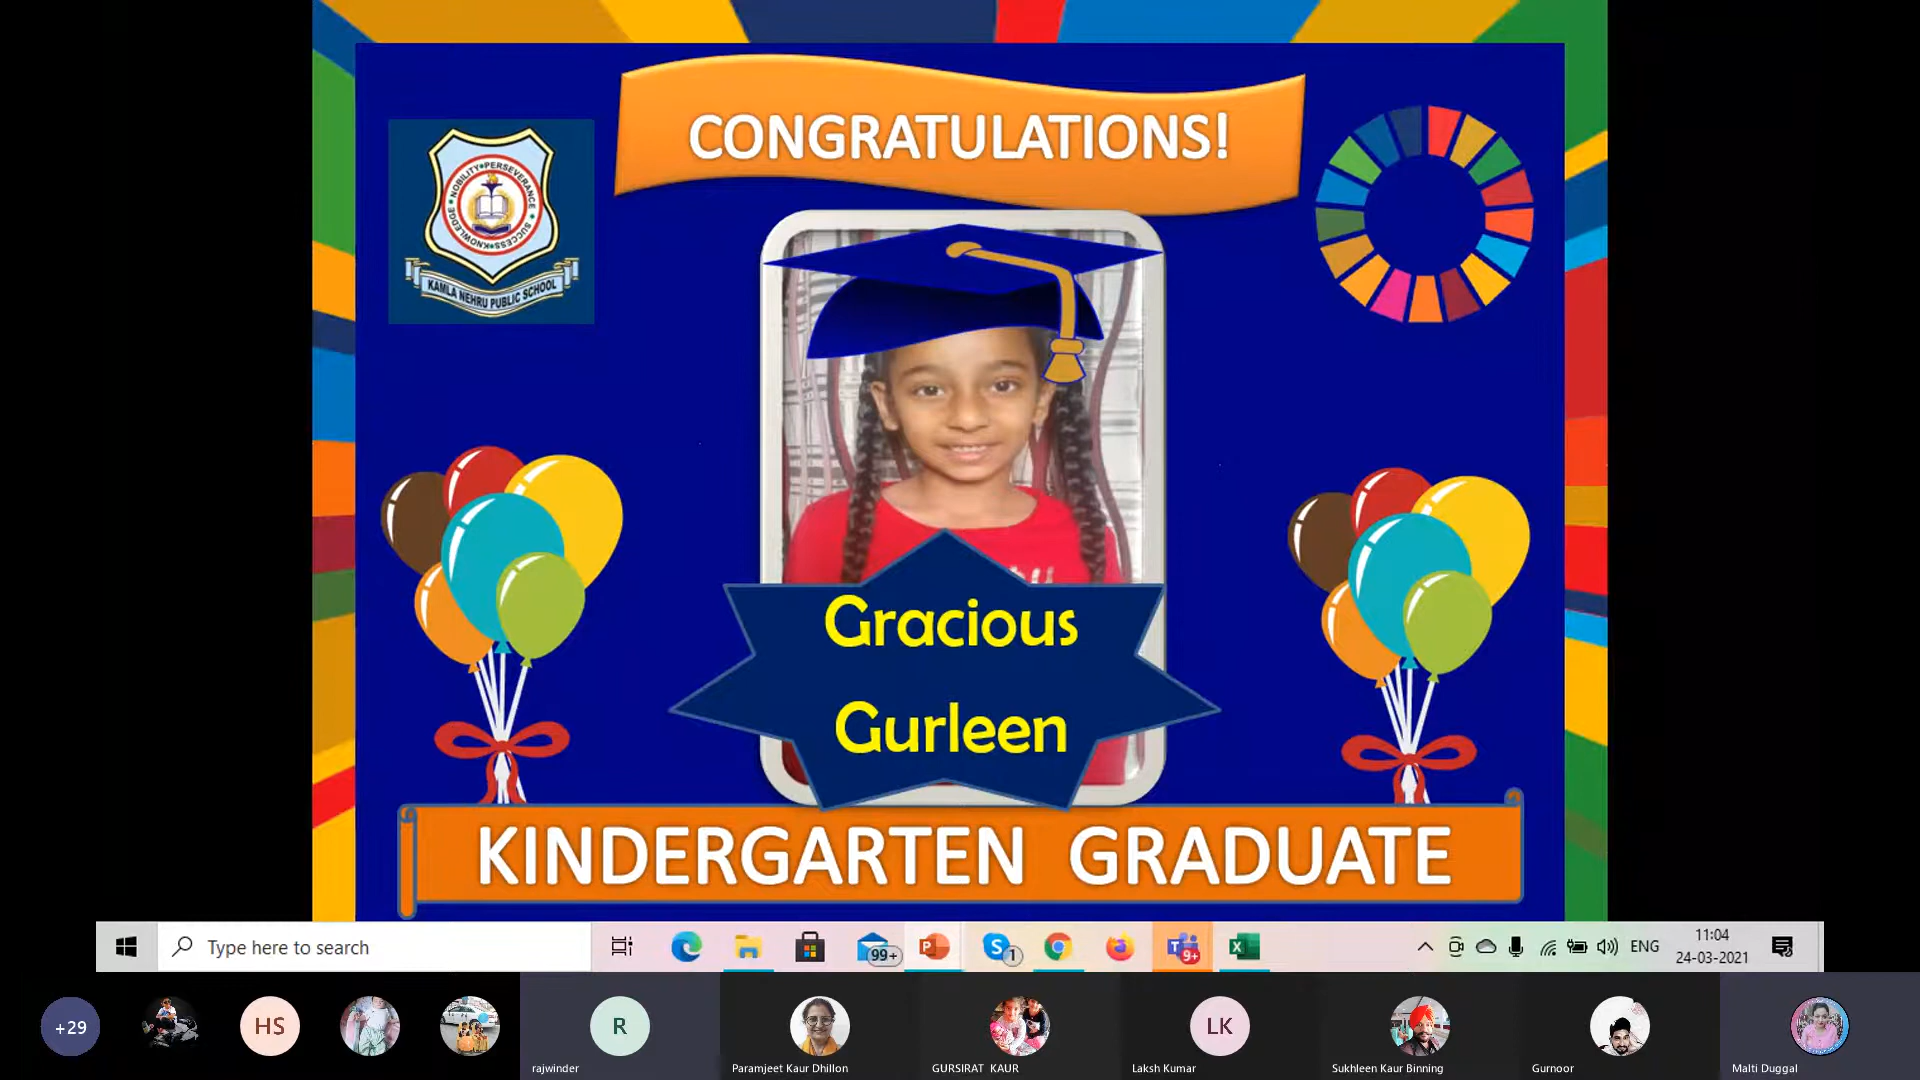 CONGRATULATIONS!
NOBILITY • PERSEVERANCE • SUCCESS • KNOWLEDGE •
KAMLA NEHRU PUBLIC SCHOOL
Gracious
Gurleen
KINDERGARTEN GRADUATE
Type here to search
99+
1
9+
ENG
11:04
24-03-2021
+29
HS
R
LK
rajwinder
Paramjeet Kaur Dhillon
GURSIRAT KAUR
Laksh Kumar
Sukhleen Kaur Binning
Gurnoor
Malti Duggal